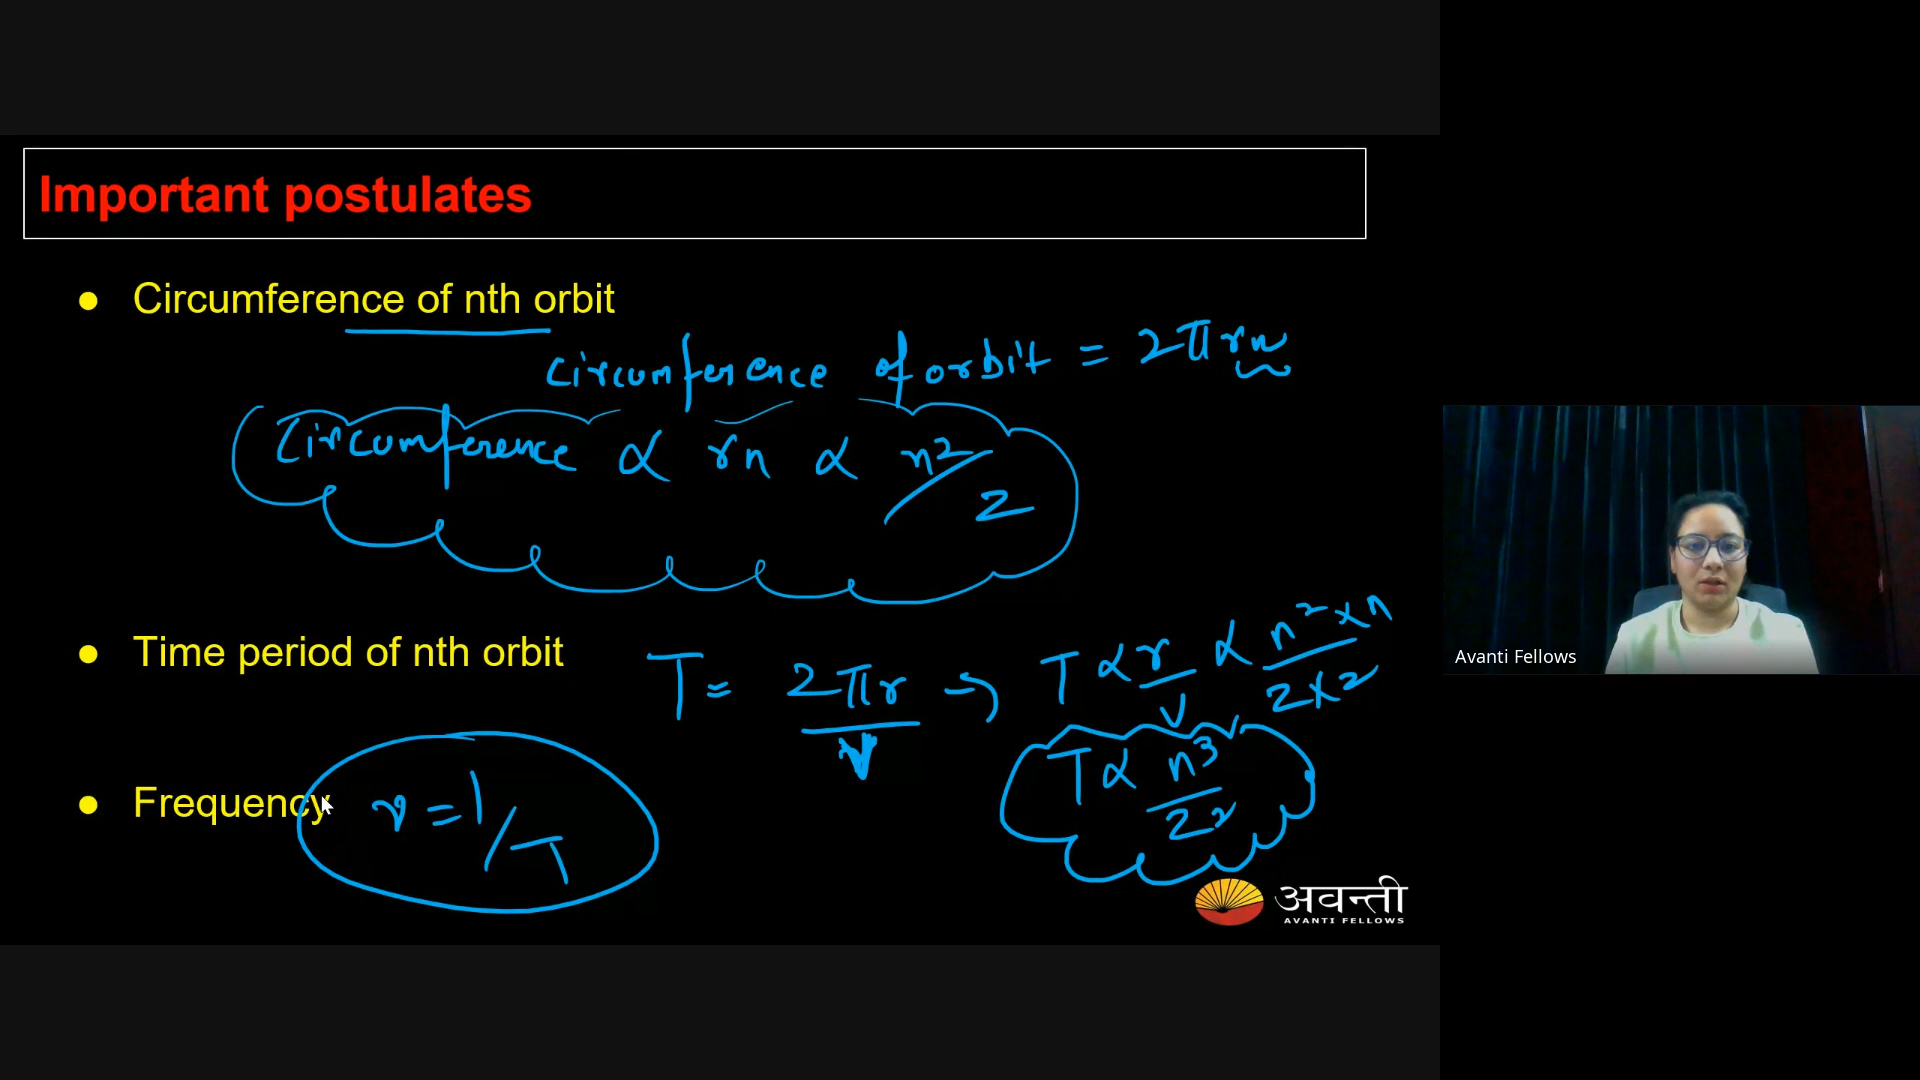 Important postulates
● Circumference of nth orbit
Circumference of orbit = 2πrn
Circumference ∝ rn ∝ n²/Z
● Time period of nth orbit
T = 2πr/V → T ∝ r/V ∝ n²×n/Z×Z
T ∝ n³/Z²
● Frequency
ν = 1/T
अवन्ती
AVANTI FELLOWS
Avanti Fellows